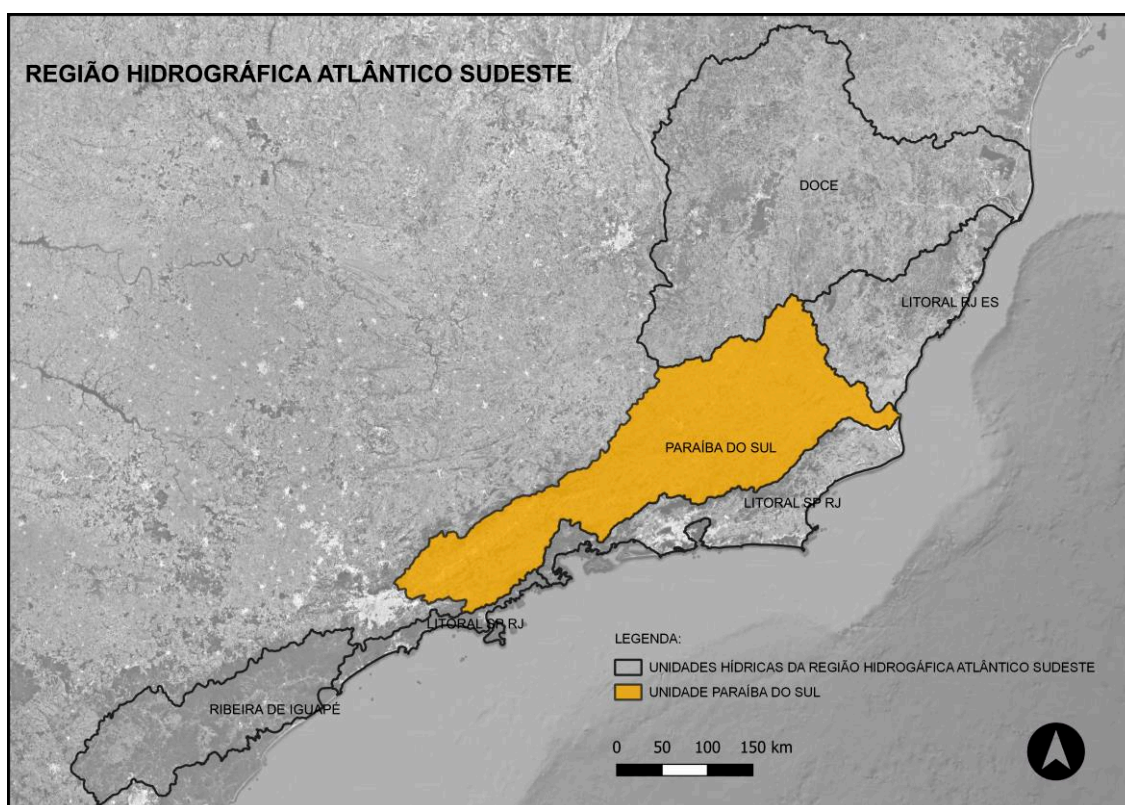 REGIÃO HIDROGRÁFICA ATLÂNTICO SUDESTE
DOCE
LITORAL RJ ES
PARAÍBA DO SUL
LITORAL SP RJ
LITORAL SP RJ
RIBEIRA DE IGUAPÉ
LEGENDA:
UNIDADES HÍDRICAS DA REGIÃO HIDROGÁFICA ATLÂNTICO SUDESTE
UNIDADE PARAÍBA DO SUL
0 50 100 150 km